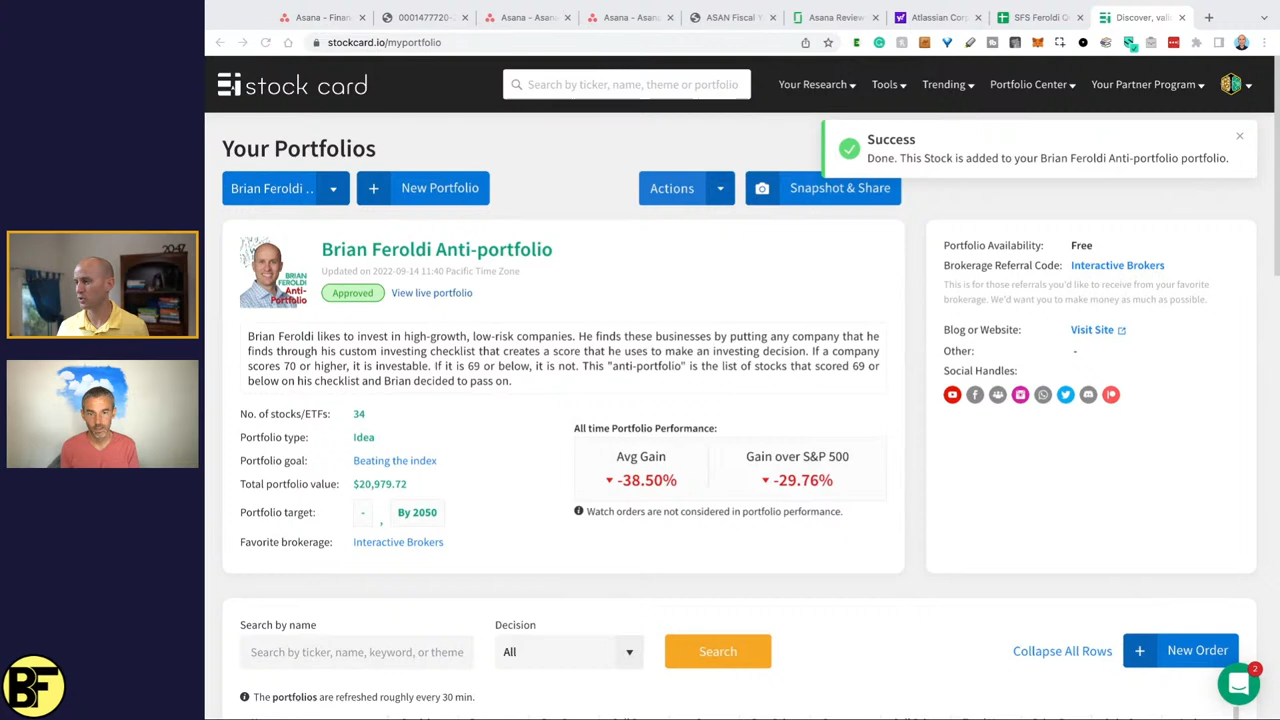 Asana - Finan
0001477720-
Asana - Asan
Asana - Asan
ASAN Fiscal Y
Asana Review
Atlassian Corp
SFS Feroldi Q
Discover, valu
stockcard.io/myportfolio
stock card
Search by ticker, name, theme or portfolio
Your Research
Tools
Trending
Portfolio Center
Your Partner Program
Your Portfolios
Success
Done. This Stock is added to your Brian Feroldi Anti-portfolio portfolio.
Brian Feroldi ..
+ New Portfolio
Actions
Snapshot & Share
Brian Feroldi Anti-portfolio
Updated on 2022-09-14 11:40 Pacific Time Zone
Approved
View live portfolio
BRIAN
FEROLDI
Anti-
Portfolio
Brian Feroldi likes to invest in high-growth, low-risk companies. He finds these businesses by putting any company that he
finds through his custom investing checklist that creates a score that he uses to make an investing decision. If a company
scores 70 or higher, it is investable. If it is 69 or below, it is not. This "anti-portfolio" is the list of stocks that scored 69 or
below on his checklist and Brian decided to pass on.
No. of stocks/ETFs: 34
Portfolio type: Idea
Portfolio goal: Beating the index
Total portfolio value: $20,979.72
Portfolio target: - , By 2050
Favorite brokerage: Interactive Brokers
All time Portfolio Performance:
Avg Gain
-38.50%
Gain over S&P 500
-29.76%
Watch orders are not considered in portfolio performance.
Portfolio Availability: Free
Brokerage Referral Code: Interactive Brokers
This is for those referrals you'd like to receive from your favorite
brokerage. We'd want you to make money as much as possible.
Blog or Website: Visit Site
Other: -
Social Handles:
Search by name
Search by ticker, name, keyword, or theme
Decision
All
Search
Collapse All Rows
+ New Order
2
The portfolios are refreshed roughly every 30 min.
BF